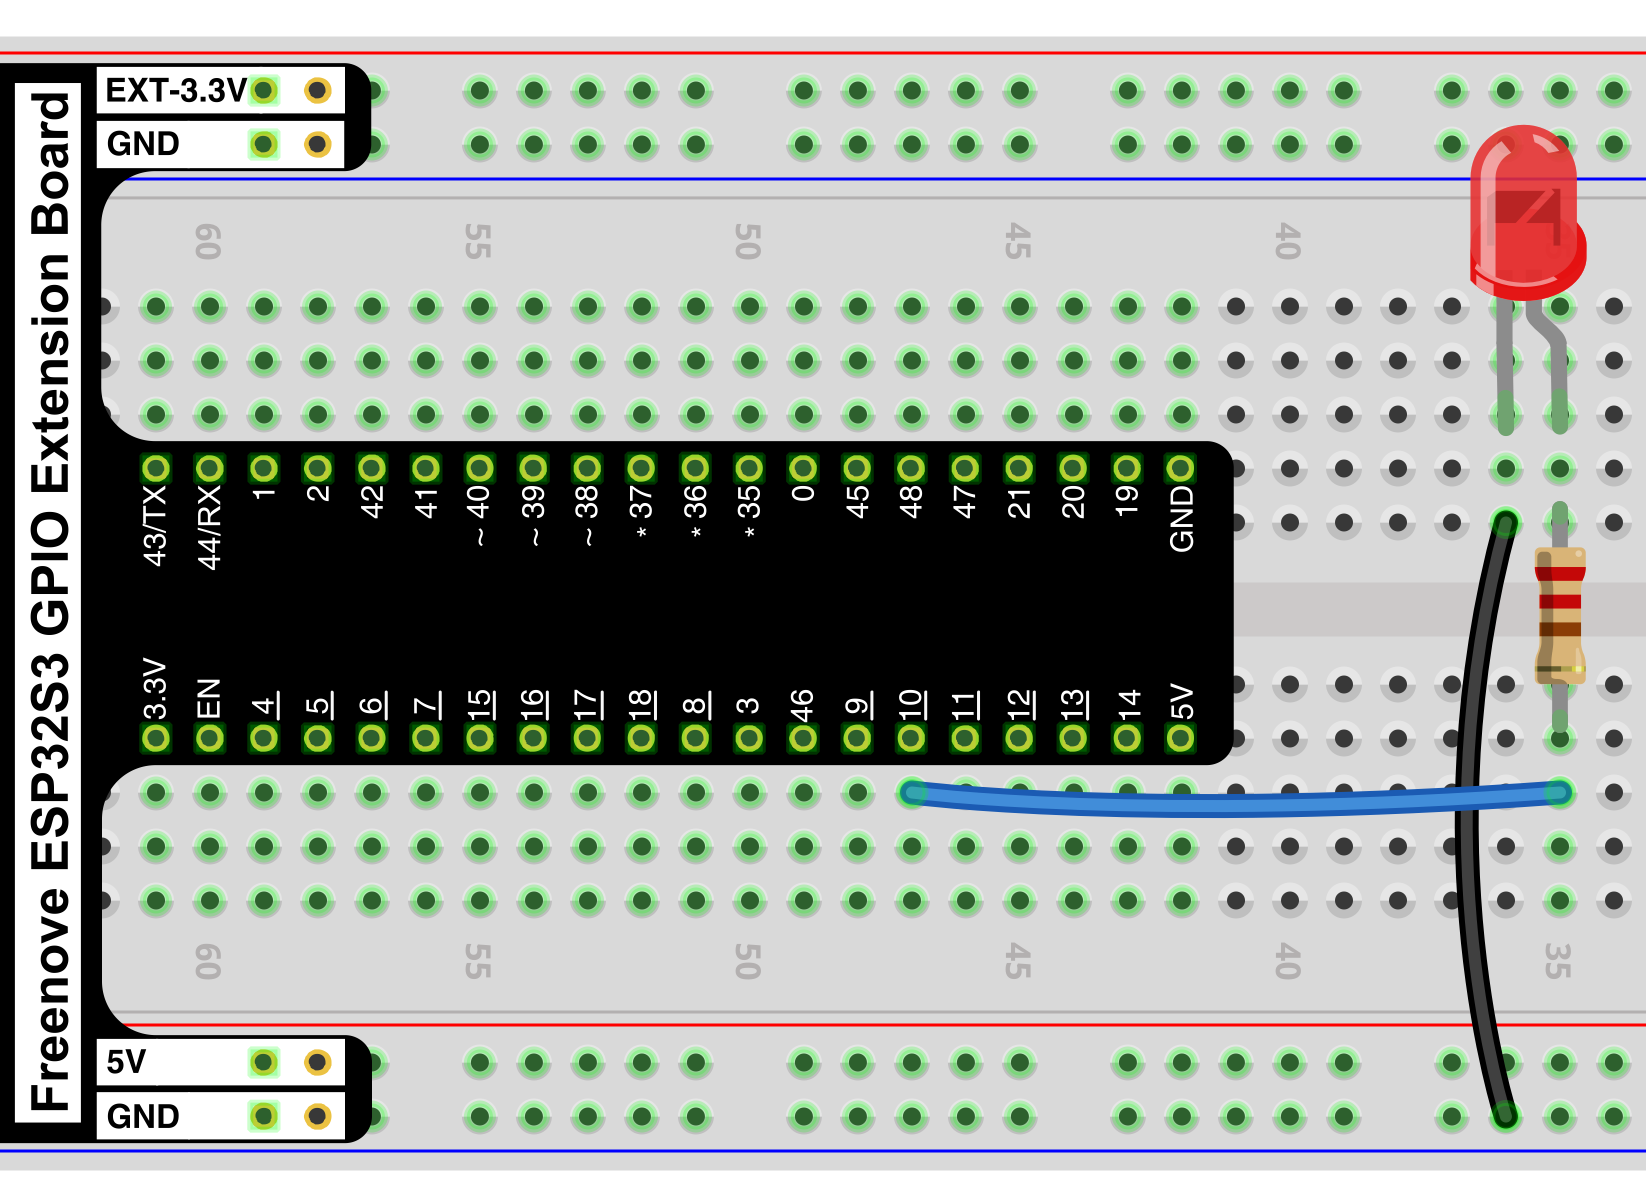 Freenove ESP32S3 GPIO Extension Board
EXT-3.3V
GND
60 55 50 45 40
43/TX 44/RX 1 2 42 41 ~40 ~39 ~38 *37 *36 *35 0 45 48 47 21 20 19 GND
3.3V EN 4 5 6 7 15 16 17 18 8 3 46 9 10 11 12 13 14 5V
60 55 50 45 40 35
5V
GND